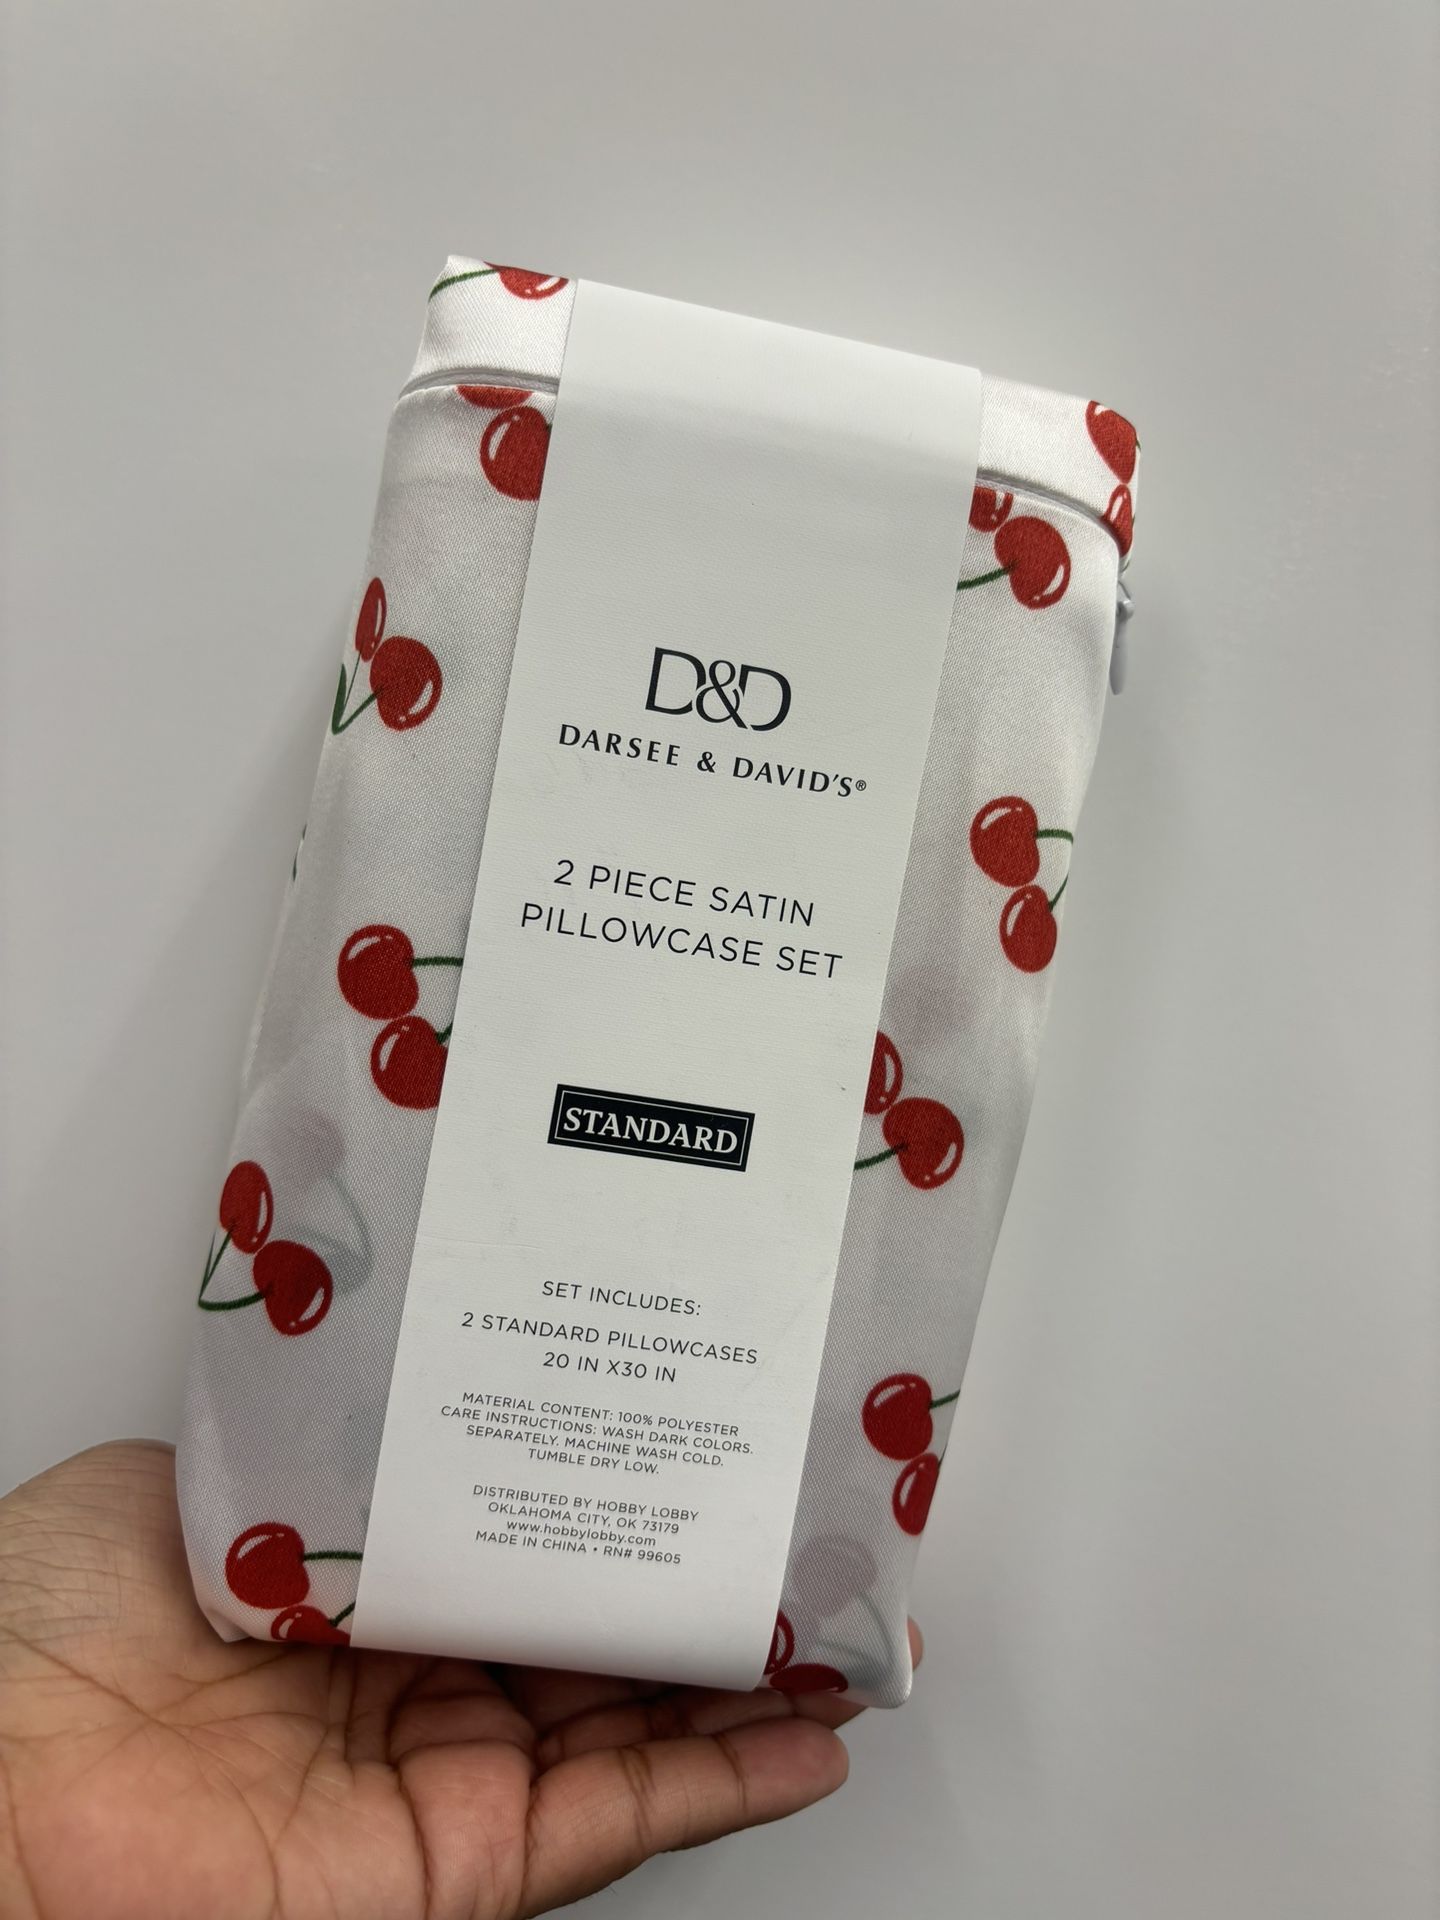 D&D
DARSEE & DAVID'S®
2 PIECE SATIN
PILLOWCASE SET
STANDARD
SET INCLUDES:
2 STANDARD PILLOWCASES
20 IN X30 IN
MATERIAL CONTENT: 100% POLYESTER
CARE INSTRUCTIONS: WASH DARK COLORS.
SEPARATELY. MACHINE WASH COLD.
TUMBLE DRY LOW.
DISTRIBUTED BY HOBBY LOBBY
OKLAHOMA CITY, OK 73179
www.hobbylobby.com
MADE IN CHINA • RN# 99605